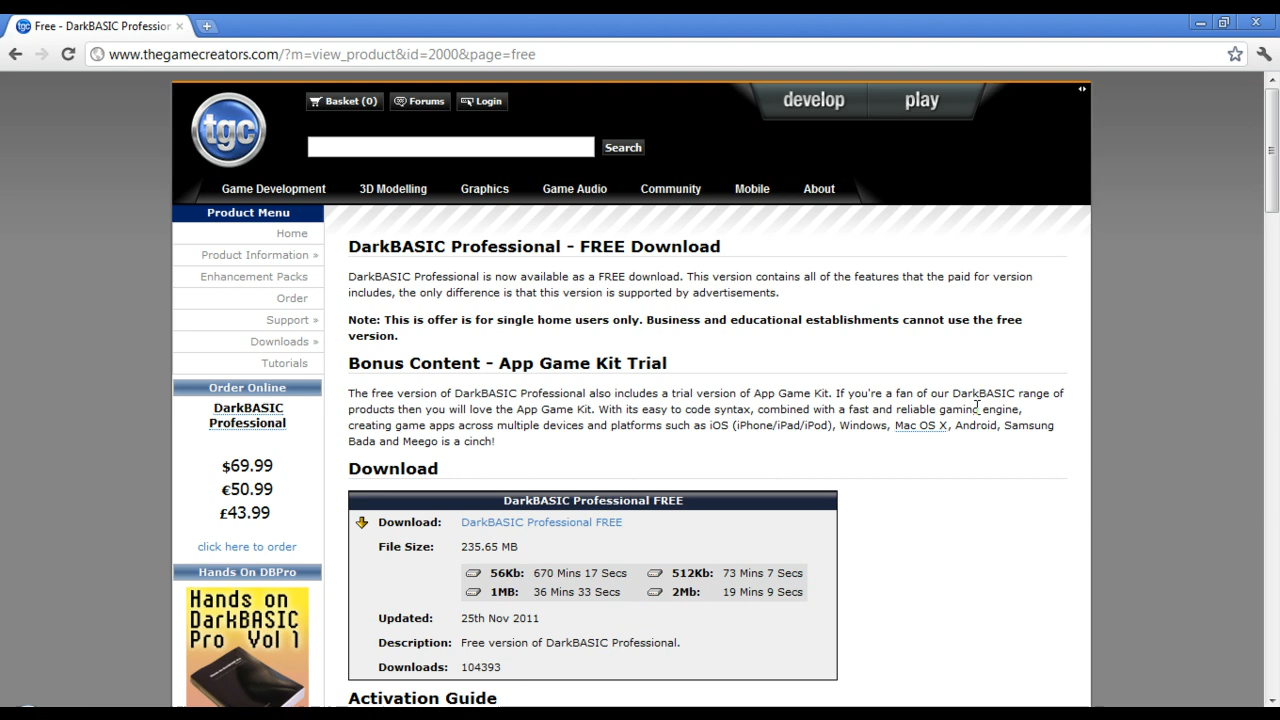 Free - DarkBASIC Professior
www.thegamecreators.com/?m=view_product&id=2000&page=free
tgc
Basket (0)
Forums
Login
develop
play
Search
Game Development
3D Modelling
Graphics
Game Audio
Community
Mobile
About
Product Menu
Home
Product Information »
Enhancement Packs
Order
Support »
Downloads »
Tutorials
Order Online
DarkBASIC
Professional
$69.99
€50.99
£43.99
click here to order
Hands On DBPro
Hands on
DarkBASIC
Pro Vol 1
DarkBASIC Professional - FREE Download
DarkBASIC Professional is now available as a FREE download. This version contains all of the features that the paid for version
includes, the only difference is that this version is supported by advertisements.
Note: This is offer is for single home users only. Business and educational establishments cannot use the free
version.
Bonus Content - App Game Kit Trial
The free version of DarkBASIC Professional also includes a trial version of App Game Kit. If you're a fan of our DarkBASIC range of
products then you will love the App Game Kit. With its easy to code syntax, combined with a fast and reliable gaming engine,
creating game apps across multiple devices and platforms such as iOS (iPhone/iPad/iPod), Windows, Mac OS X, Android, Samsung
Bada and Meego is a cinch!
Download
DarkBASIC Professional FREE
Download: DarkBASIC Professional FREE
File Size: 235.65 MB
56Kb: 670 Mins 17 Secs 512Kb: 73 Mins 7 Secs
1MB: 36 Mins 33 Secs 2Mb: 19 Mins 9 Secs
Updated: 25th Nov 2011
Description: Free version of DarkBASIC Professional.
Downloads: 104393
Activation Guide